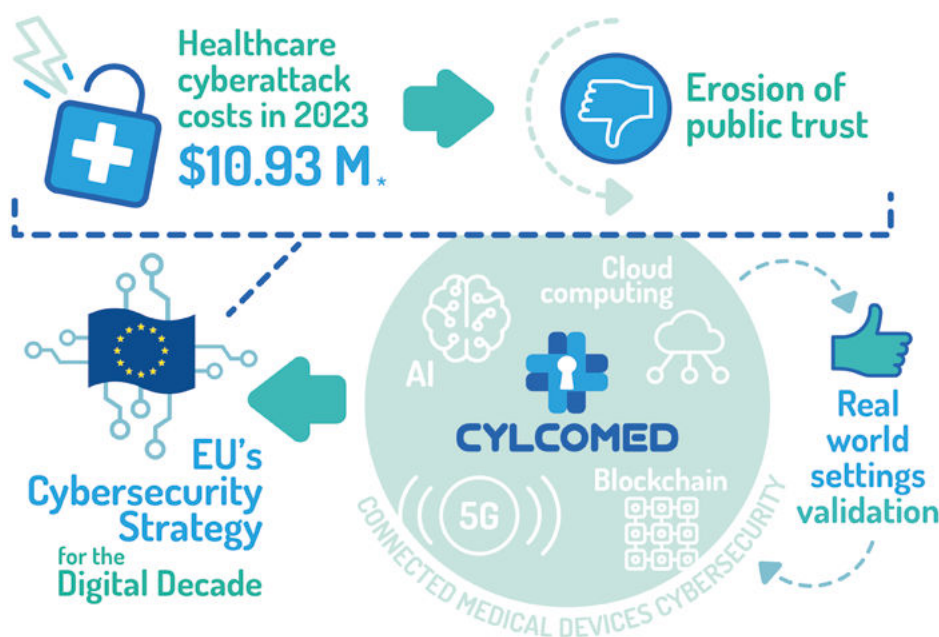 Healthcare
cyberattack
costs in 2023
$10.93 M*
Erosion of
public trust
EU's
Cybersecurity
Strategy
for the
Digital Decade
AI
Cloud
computing
CYLCOMED
5G
Blockchain
CONNECTED MEDICAL DEVICES CYBERSECURITY
Real
world
settings
validation